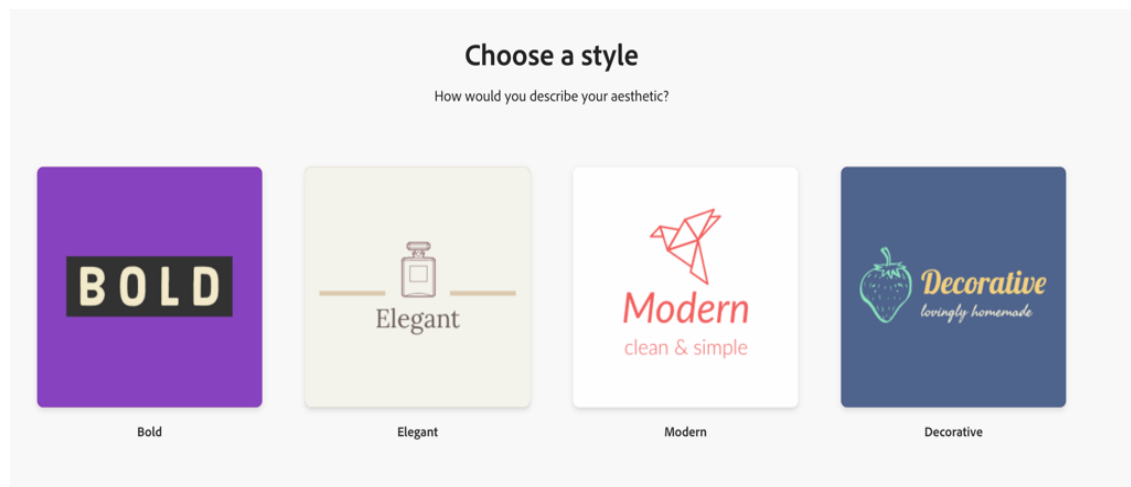 Choose a style
How would you describe your aesthetic?
BOLD
Elegant
Modern
clean & simple
Decorative
lovingly homemade
Bold
Elegant
Modern
Decorative